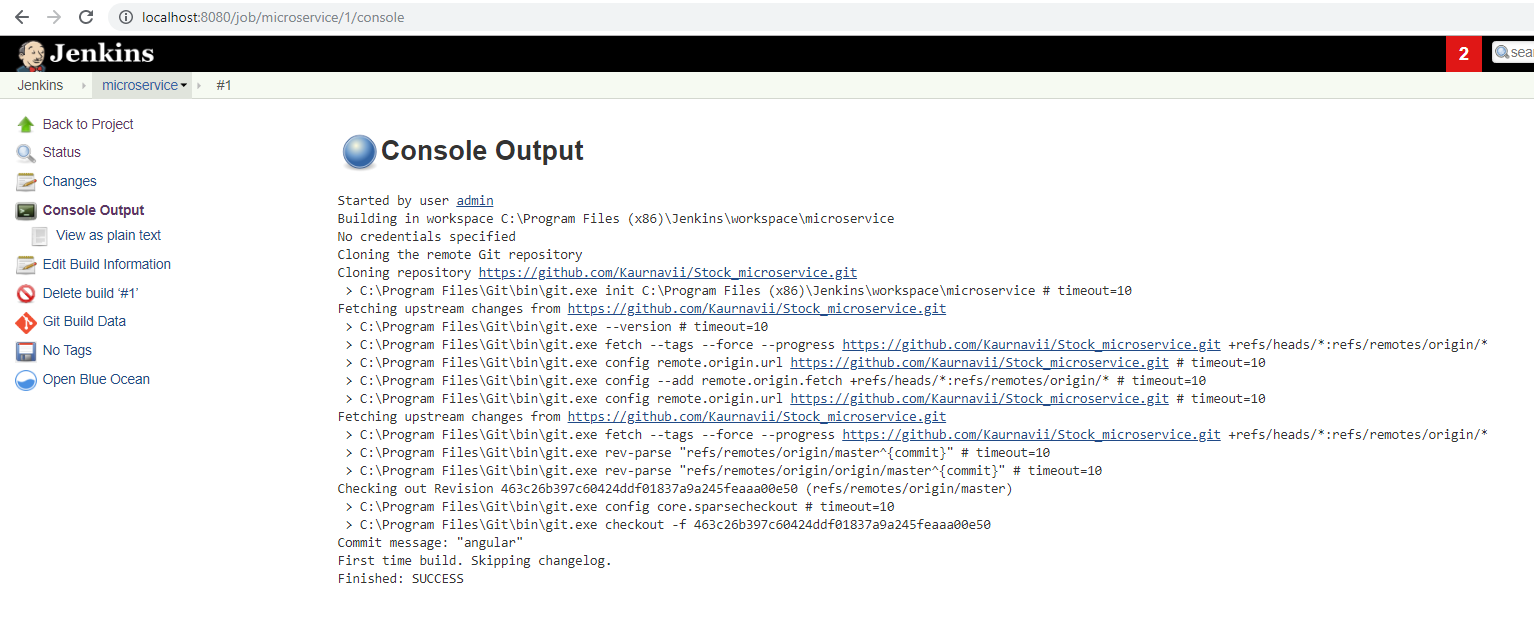 localhost:8080/job/microservice/1/console
Jenkins
2
sea
Jenkins microservice #1
Back to Project
Status
Changes
Console Output
View as plain text
Edit Build Information
Delete build ‘#1’
Git Build Data
No Tags
Open Blue Ocean
Console Output
Started by user admin
Building in workspace C:\Program Files (x86)\Jenkins\workspace\microservice
No credentials specified
Cloning the remote Git repository
Cloning repository https://github.com/Kaurnavii/Stock_microservice.git
> C:\Program Files\Git\bin\git.exe init C:\Program Files (x86)\Jenkins\workspace\microservice # timeout=10
Fetching upstream changes from https://github.com/Kaurnavii/Stock_microservice.git
> C:\Program Files\Git\bin\git.exe --version # timeout=10
> C:\Program Files\Git\bin\git.exe fetch --tags --force --progress https://github.com/Kaurnavii/Stock_microservice.git +refs/heads/*:refs/remotes/origin/*
> C:\Program Files\Git\bin\git.exe config remote.origin.url https://github.com/Kaurnavii/Stock_microservice.git # timeout=10
> C:\Program Files\Git\bin\git.exe config --add remote.origin.fetch +refs/heads/*:refs/remotes/origin/* # timeout=10
> C:\Program Files\Git\bin\git.exe config remote.origin.url https://github.com/Kaurnavii/Stock_microservice.git # timeout=10
Fetching upstream changes from https://github.com/Kaurnavii/Stock_microservice.git
> C:\Program Files\Git\bin\git.exe fetch --tags --force --progress https://github.com/Kaurnavii/Stock_microservice.git +refs/heads/*:refs/remotes/origin/*
> C:\Program Files\Git\bin\git.exe rev-parse "refs/remotes/origin/master^{commit}" # timeout=10
> C:\Program Files\Git\bin\git.exe rev-parse "refs/remotes/origin/origin/master^{commit}" # timeout=10
Checking out Revision 463c26b397c60424ddf01837a9a245feaaa00e50 (refs/remotes/origin/master)
> C:\Program Files\Git\bin\git.exe config core.sparsecheckout # timeout=10
> C:\Program Files\Git\bin\git.exe checkout -f 463c26b397c60424ddf01837a9a245feaaa00e50
Commit message: "angular"
First time build. Skipping changelog.
Finished: SUCCESS